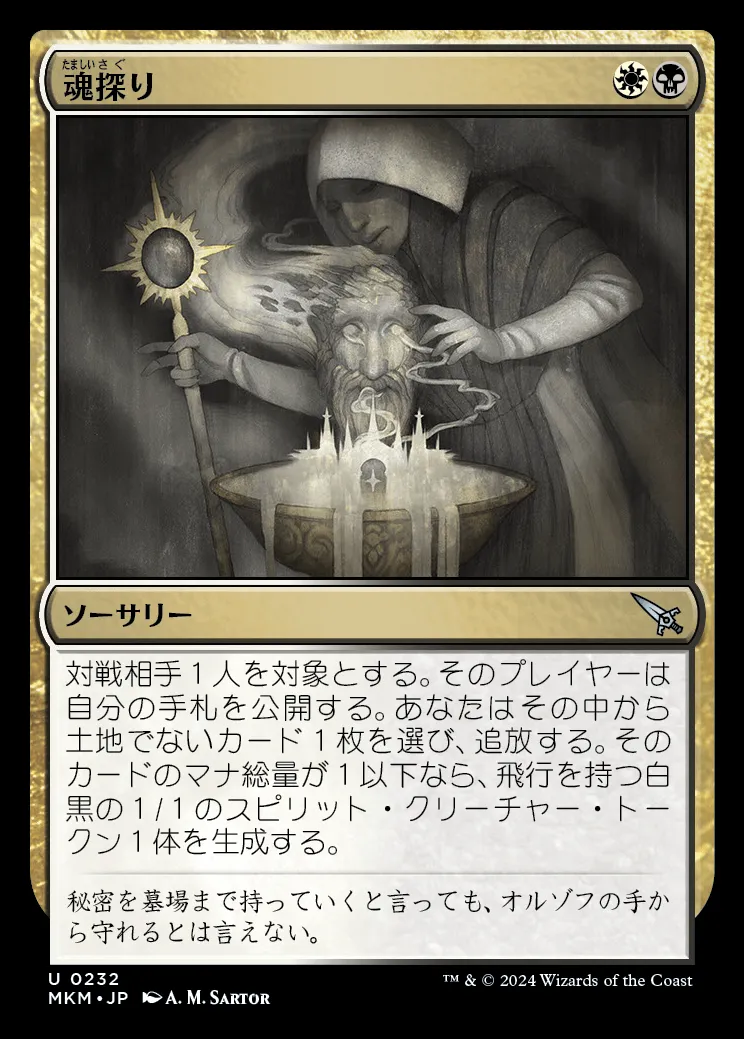 たましいさぐ
魂探り
ソーサリー
対戦相手１人を対象とする。そのプレイヤーは
自分の手札を公開する。あなたはその中から
土地でないカード１枚を選び、追放する。その
カードのマナ総量が１以下なら、飛行を持つ白
黒の１/１のスピリット・クリーチャー・トー
クン１体を生成する。
秘密を墓場まで持っていくと言っても、オルゾフの手か
ら守れるとは言えない。
U 0232
MKM • JP A. M. Sartor
™ & © 2024 Wizards of the Coast